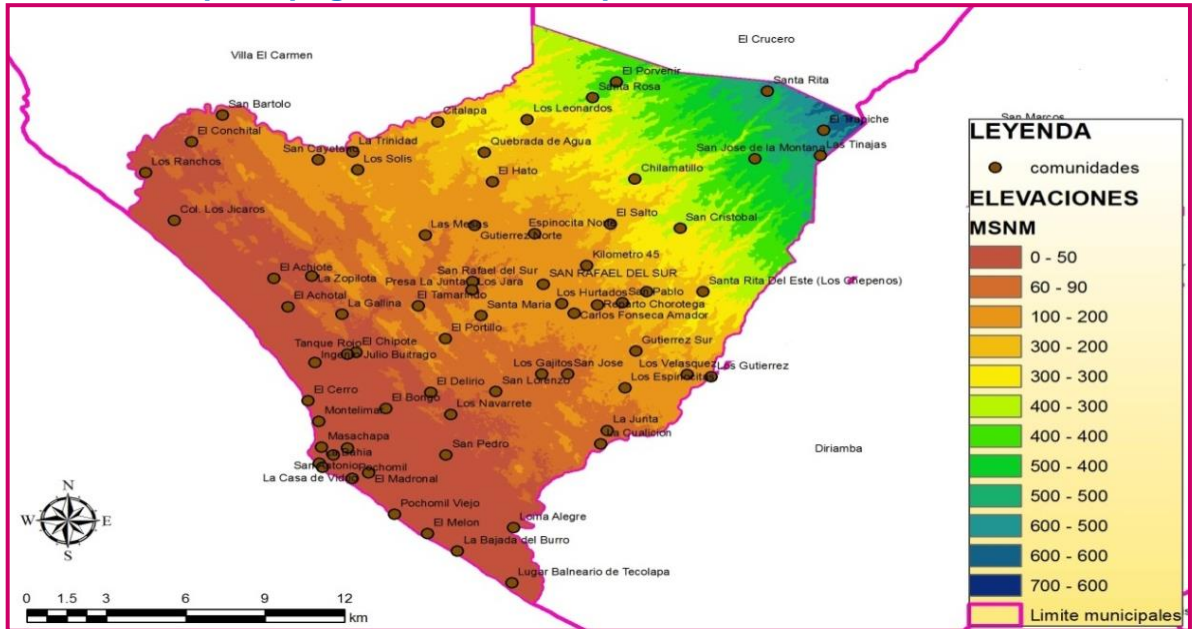 El Crucero
Villa El Carmen
El Porvenir
Santa Rosa
Santa Rita
San Bartolo
Los Leonardos
Citalapa
El Trapiche
San Marcos
El Conchital
La Trinidad
San Cayetano
Los Solis
Quebrada de Agua
San Jose de la Montana
Las Tinajas
Los Ranchos
El Hato
Chilamatillo
Col. Los Jicaros
Las Mesas
Gutierrez Norte
Espinocita Norte
El Salto
San Cristobal
Kilometro 45
El Achiote
La Zopilota
San Rafael del Sur
SAN RAFAEL DEL SUR
Presa La Junta
Los Jara
Santa Rita Del Este (Los Chepenos)
El Achotal
La Gallina
El Tamarindo
Santa Maria
Los Hurtados
San Pablo
Reparto Chorotega
Carlos Fonseca Amador
El Portillo
Tanque Rojo
El Chipote
Ingenio Julio Buitrago
Gutierrez Sur
Los Gajitos
San Jose
Los Velasquez
Los Gutierrez
El Cerro
El Delirio
San Lorenzo
Los Espinocitas
El Bongo
Los Navarrete
Montelimar
La Junta
La Cualicion
Masachapa
La Bahia
San Pedro
Diriamba
San Antonio
Pochomil
La Casa de Vidrio
El Madronal
Pochomil Viejo
El Melon
Loma Alegre
La Bajada del Burro
Lugar Balneario de Tecolapa
N
W
E
S
0 1.5 3 6 9 12
km
LEYENDA
comunidades
ELEVACIONES
MSNM
0 - 50
60 - 90
100 - 200
300 - 200
300 - 300
400 - 300
400 - 400
500 - 400
500 - 500
600 - 500
600 - 600
700 - 600
Limite municipales